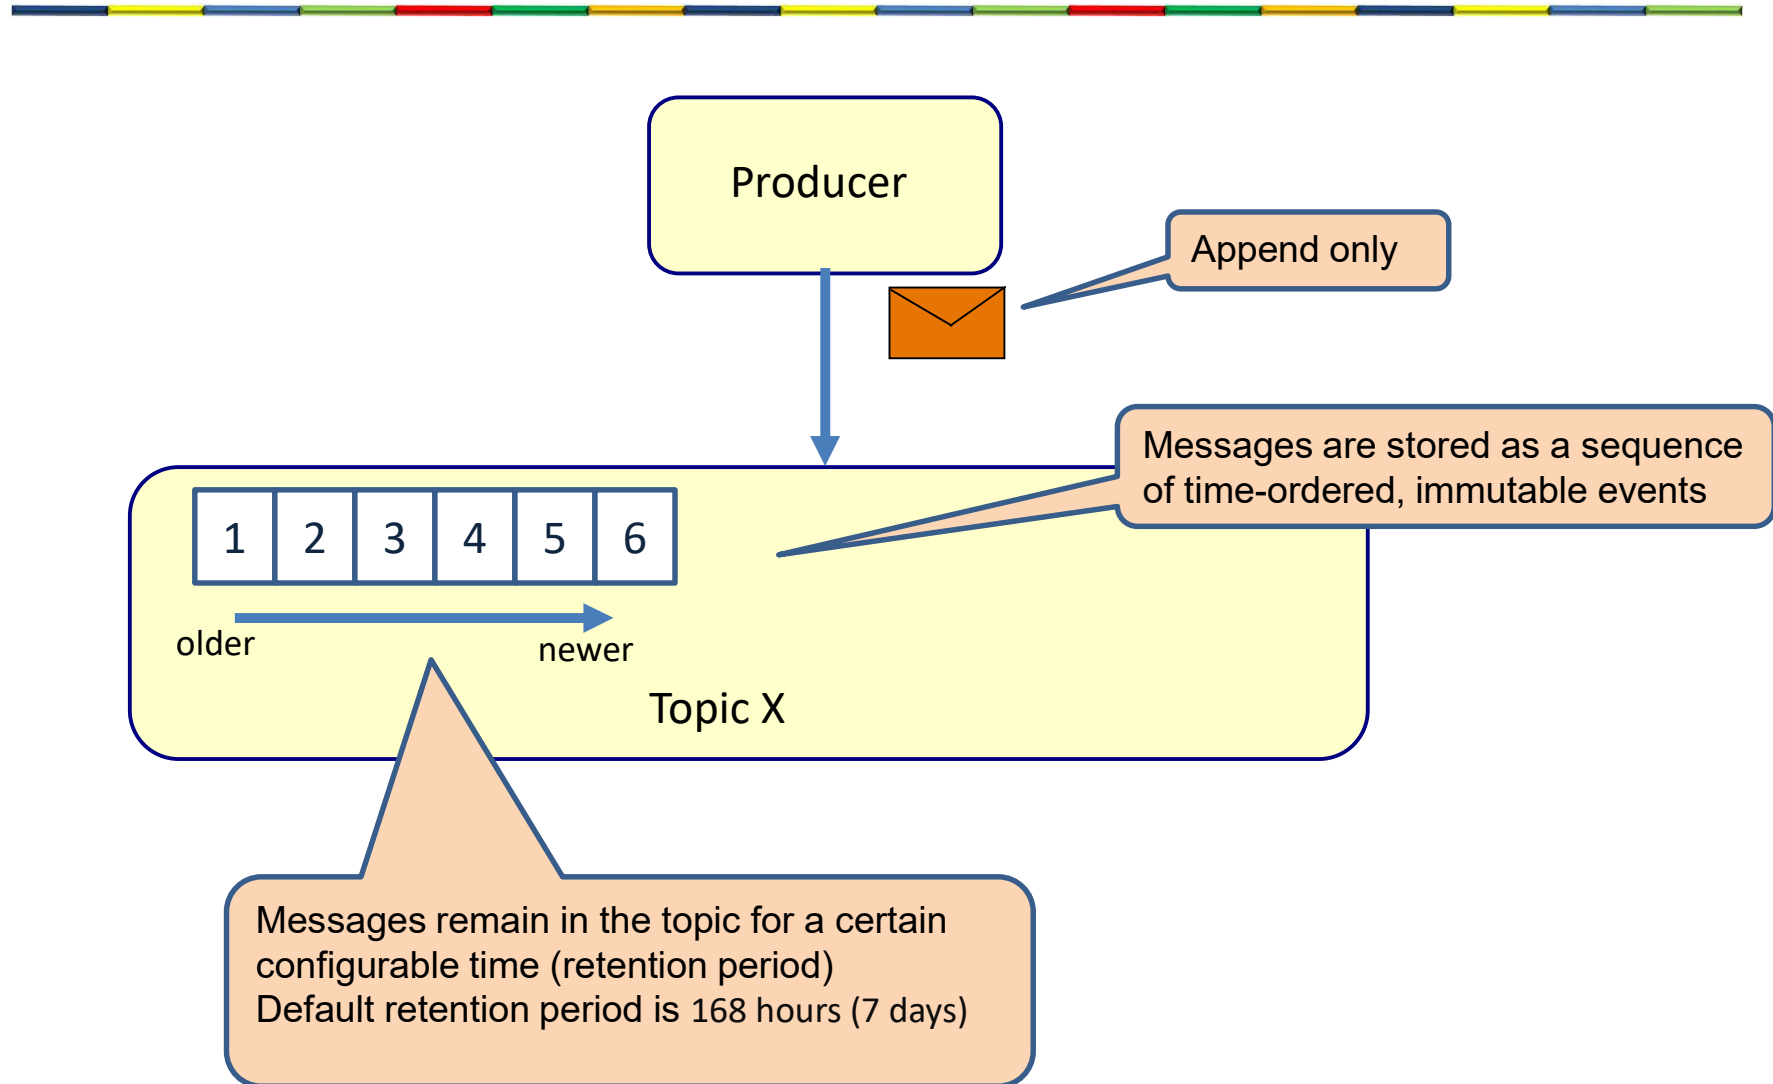 Producer
Append only
Messages are stored as a sequence
of time-ordered, immutable events
1 2 3 4 5 6
older newer
Topic X
Messages remain in the topic for a certain
configurable time (retention period)
Default retention period is 168 hours (7 days)